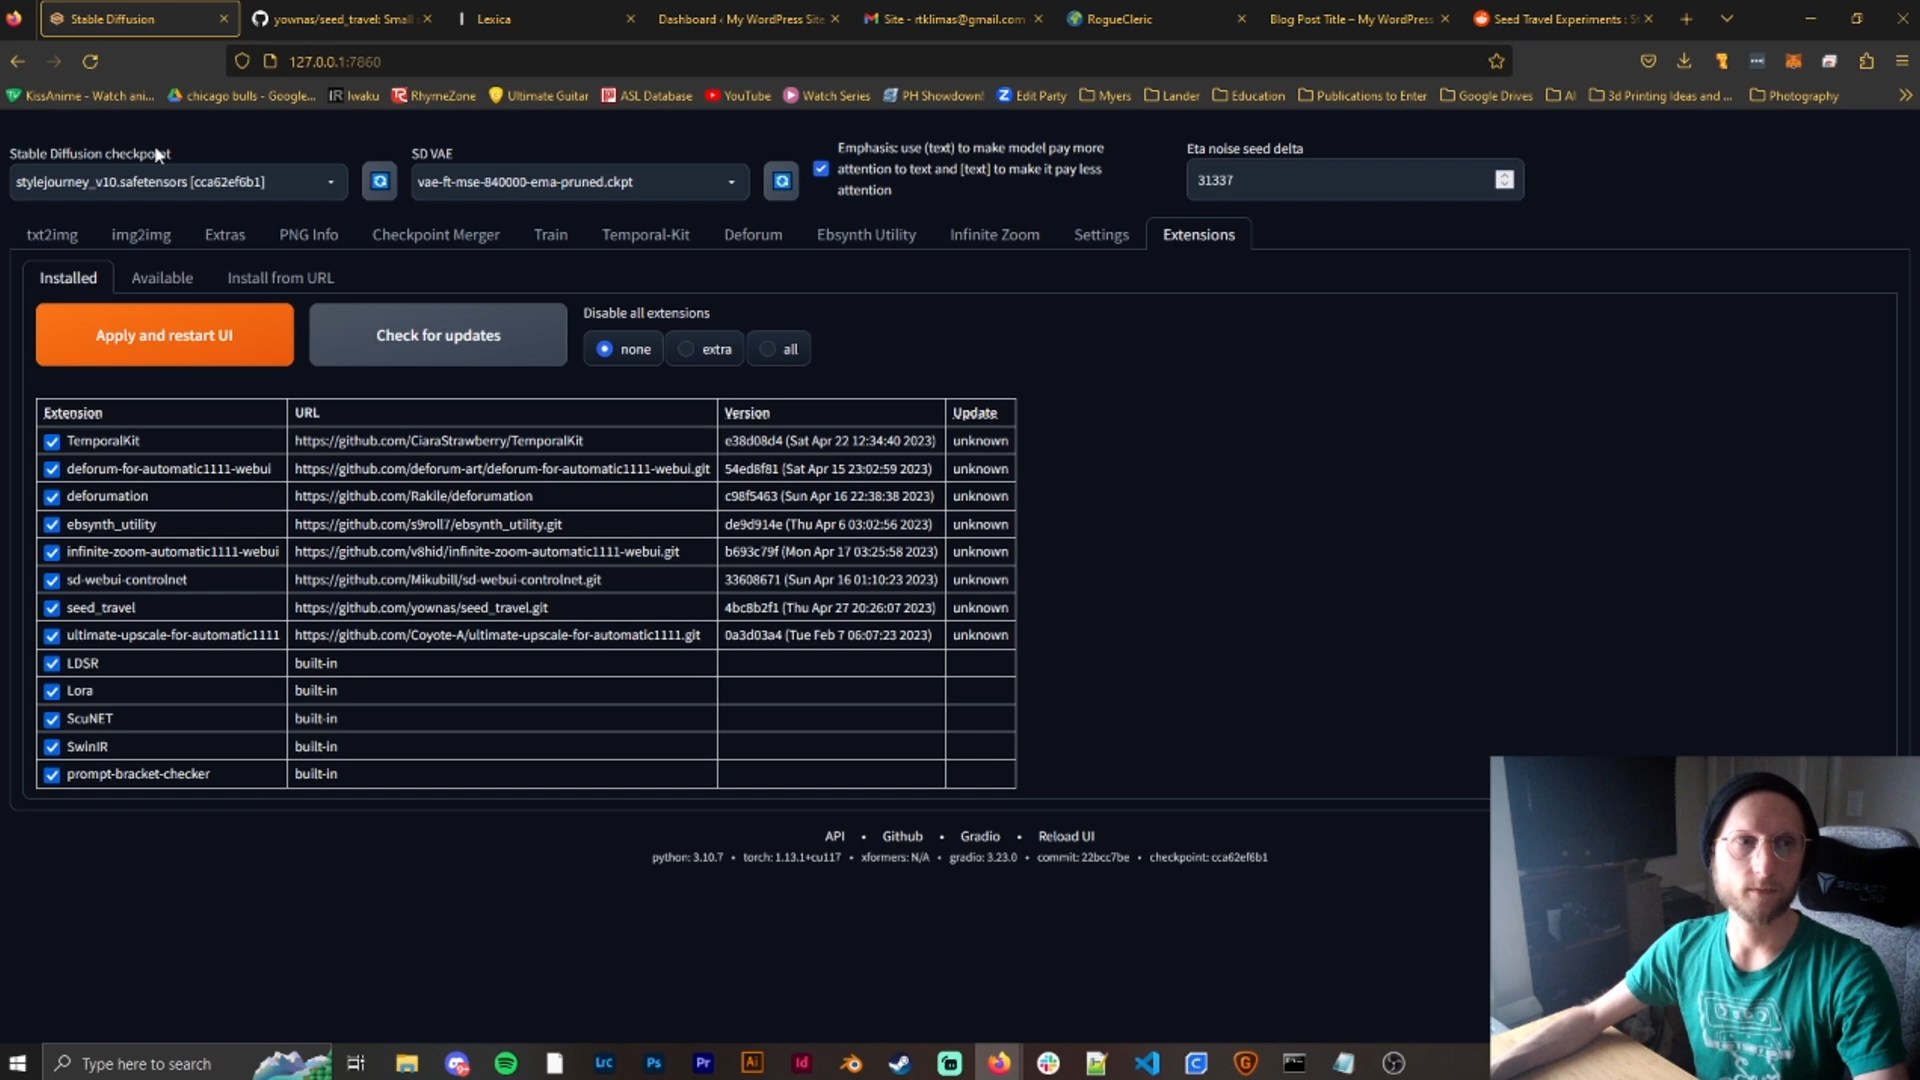 Stable Diffusion
yownas/seed_travel: Small
Lexica
Dashboard ‹ My WordPress Site
Site - rtklimas@gmail.com
RogueCleric
Blog Post Title – My WordPress
Seed Travel Experiments : S
127.0.0.1:7860
KissAnime - Watch ani...
chicago bulls - Google...
IR Iwaku
RhymeZone
Ultimate Guitar
ASL Database
YouTube
Watch Series
PH Showdown!
Edit Party
Myers
Lander
Education
Publications to Enter
Google Drives
AI
3d Printing Ideas and ...
Photography
Stable Diffusion checkpoint
SD VAE
Emphasis: use (text) to make model pay more
attention to text and [text] to make it pay less
attention
Eta noise seed delta
stylejourney_v10.safetensors [cca62ef6b1]
vae-ft-mse-840000-ema-pruned.ckpt
31337
txt2img
img2img
Extras
PNG Info
Checkpoint Merger
Train
Temporal-Kit
Deforum
Ebsynth Utility
Infinite Zoom
Settings
Extensions
Installed
Available
Install from URL
Apply and restart UI
Check for updates
Disable all extensions
none
extra
all
Extension URL Version Update
TemporalKit https://github.com/CiaraStrawberry/TemporalKit e38d08d4 (Sat Apr 22 12:34:40 2023) unknown
deforum-for-automatic1111-webui https://github.com/deforum-art/deforum-for-automatic1111-webui.git 54ed8f81 (Sat Apr 15 23:02:59 2023) unknown
deforumation https://github.com/Rakile/deforumation c98f5463 (Sun Apr 16 22:38:38 2023) unknown
ebsynth_utility https://github.com/s9roll7/ebsynth_utility.git de9d914e (Thu Apr 6 03:02:56 2023) unknown
infinite-zoom-automatic1111-webui https://github.com/v8hid/infinite-zoom-automatic1111-webui.git b693c79f (Mon Apr 17 03:25:58 2023) unknown
sd-webui-controlnet https://github.com/Mikubill/sd-webui-controlnet.git 33608671 (Sun Apr 16 01:10:23 2023) unknown
seed_travel https://github.com/yownas/seed_travel.git 4bc8b2f1 (Thu Apr 27 20:26:07 2023) unknown
ultimate-upscale-for-automatic1111 https://github.com/Coyote-A/ultimate-upscale-for-automatic1111.git 0a3d03a4 (Tue Feb 7 06:07:23 2023) unknown
LDSR built-in
Lora built-in
ScuNET built-in
SwinIR built-in
prompt-bracket-checker built-in
API • Github • Gradio • Reload UI
python: 3.10.7 • torch: 1.13.1+cu117 • xformers: N/A • gradio: 3.23.0 • commit: 22bcc7be • checkpoint: cca62ef6b1
Type here to search
Lrc
Ps
Pr
Ai
Id